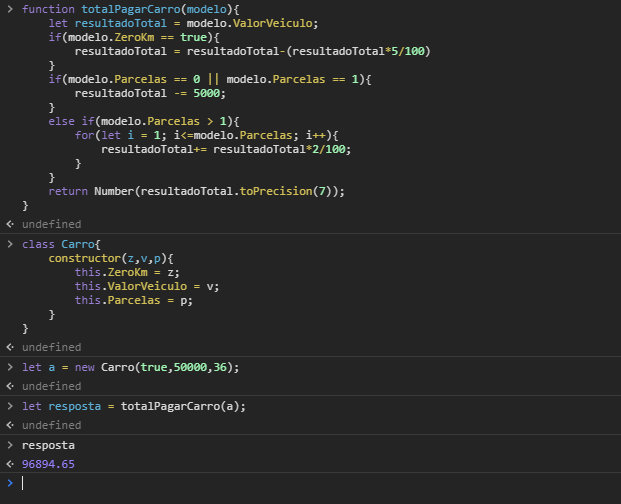 > function totalPagarCarro(modelo){
    let resultadoTotal = modelo.ValorVeiculo;
    if(modelo.ZeroKm == true){
        resultadoTotal = resultadoTotal-(resultadoTotal*5/100)
    }
    if(modelo.Parcelas == 0 || modelo.Parcelas == 1){
        resultadoTotal -= 5000;
    }
    else if(modelo.Parcelas > 1){
        for(let i = 1; i<=modelo.Parcelas; i++){
            resultadoTotal+= resultadoTotal*2/100;
        }
    }
    return Number(resultadoTotal.toPrecision(7));
}
undefined
> class Carro{
    constructor(z,v,p){
        this.ZeroKm = z;
        this.ValorVeiculo = v;
        this.Parcelas = p;
    }
}
undefined
> let a = new Carro(true,50000,36);
undefined
> let resposta = totalPagarCarro(a);
undefined
> resposta
96894.65
>